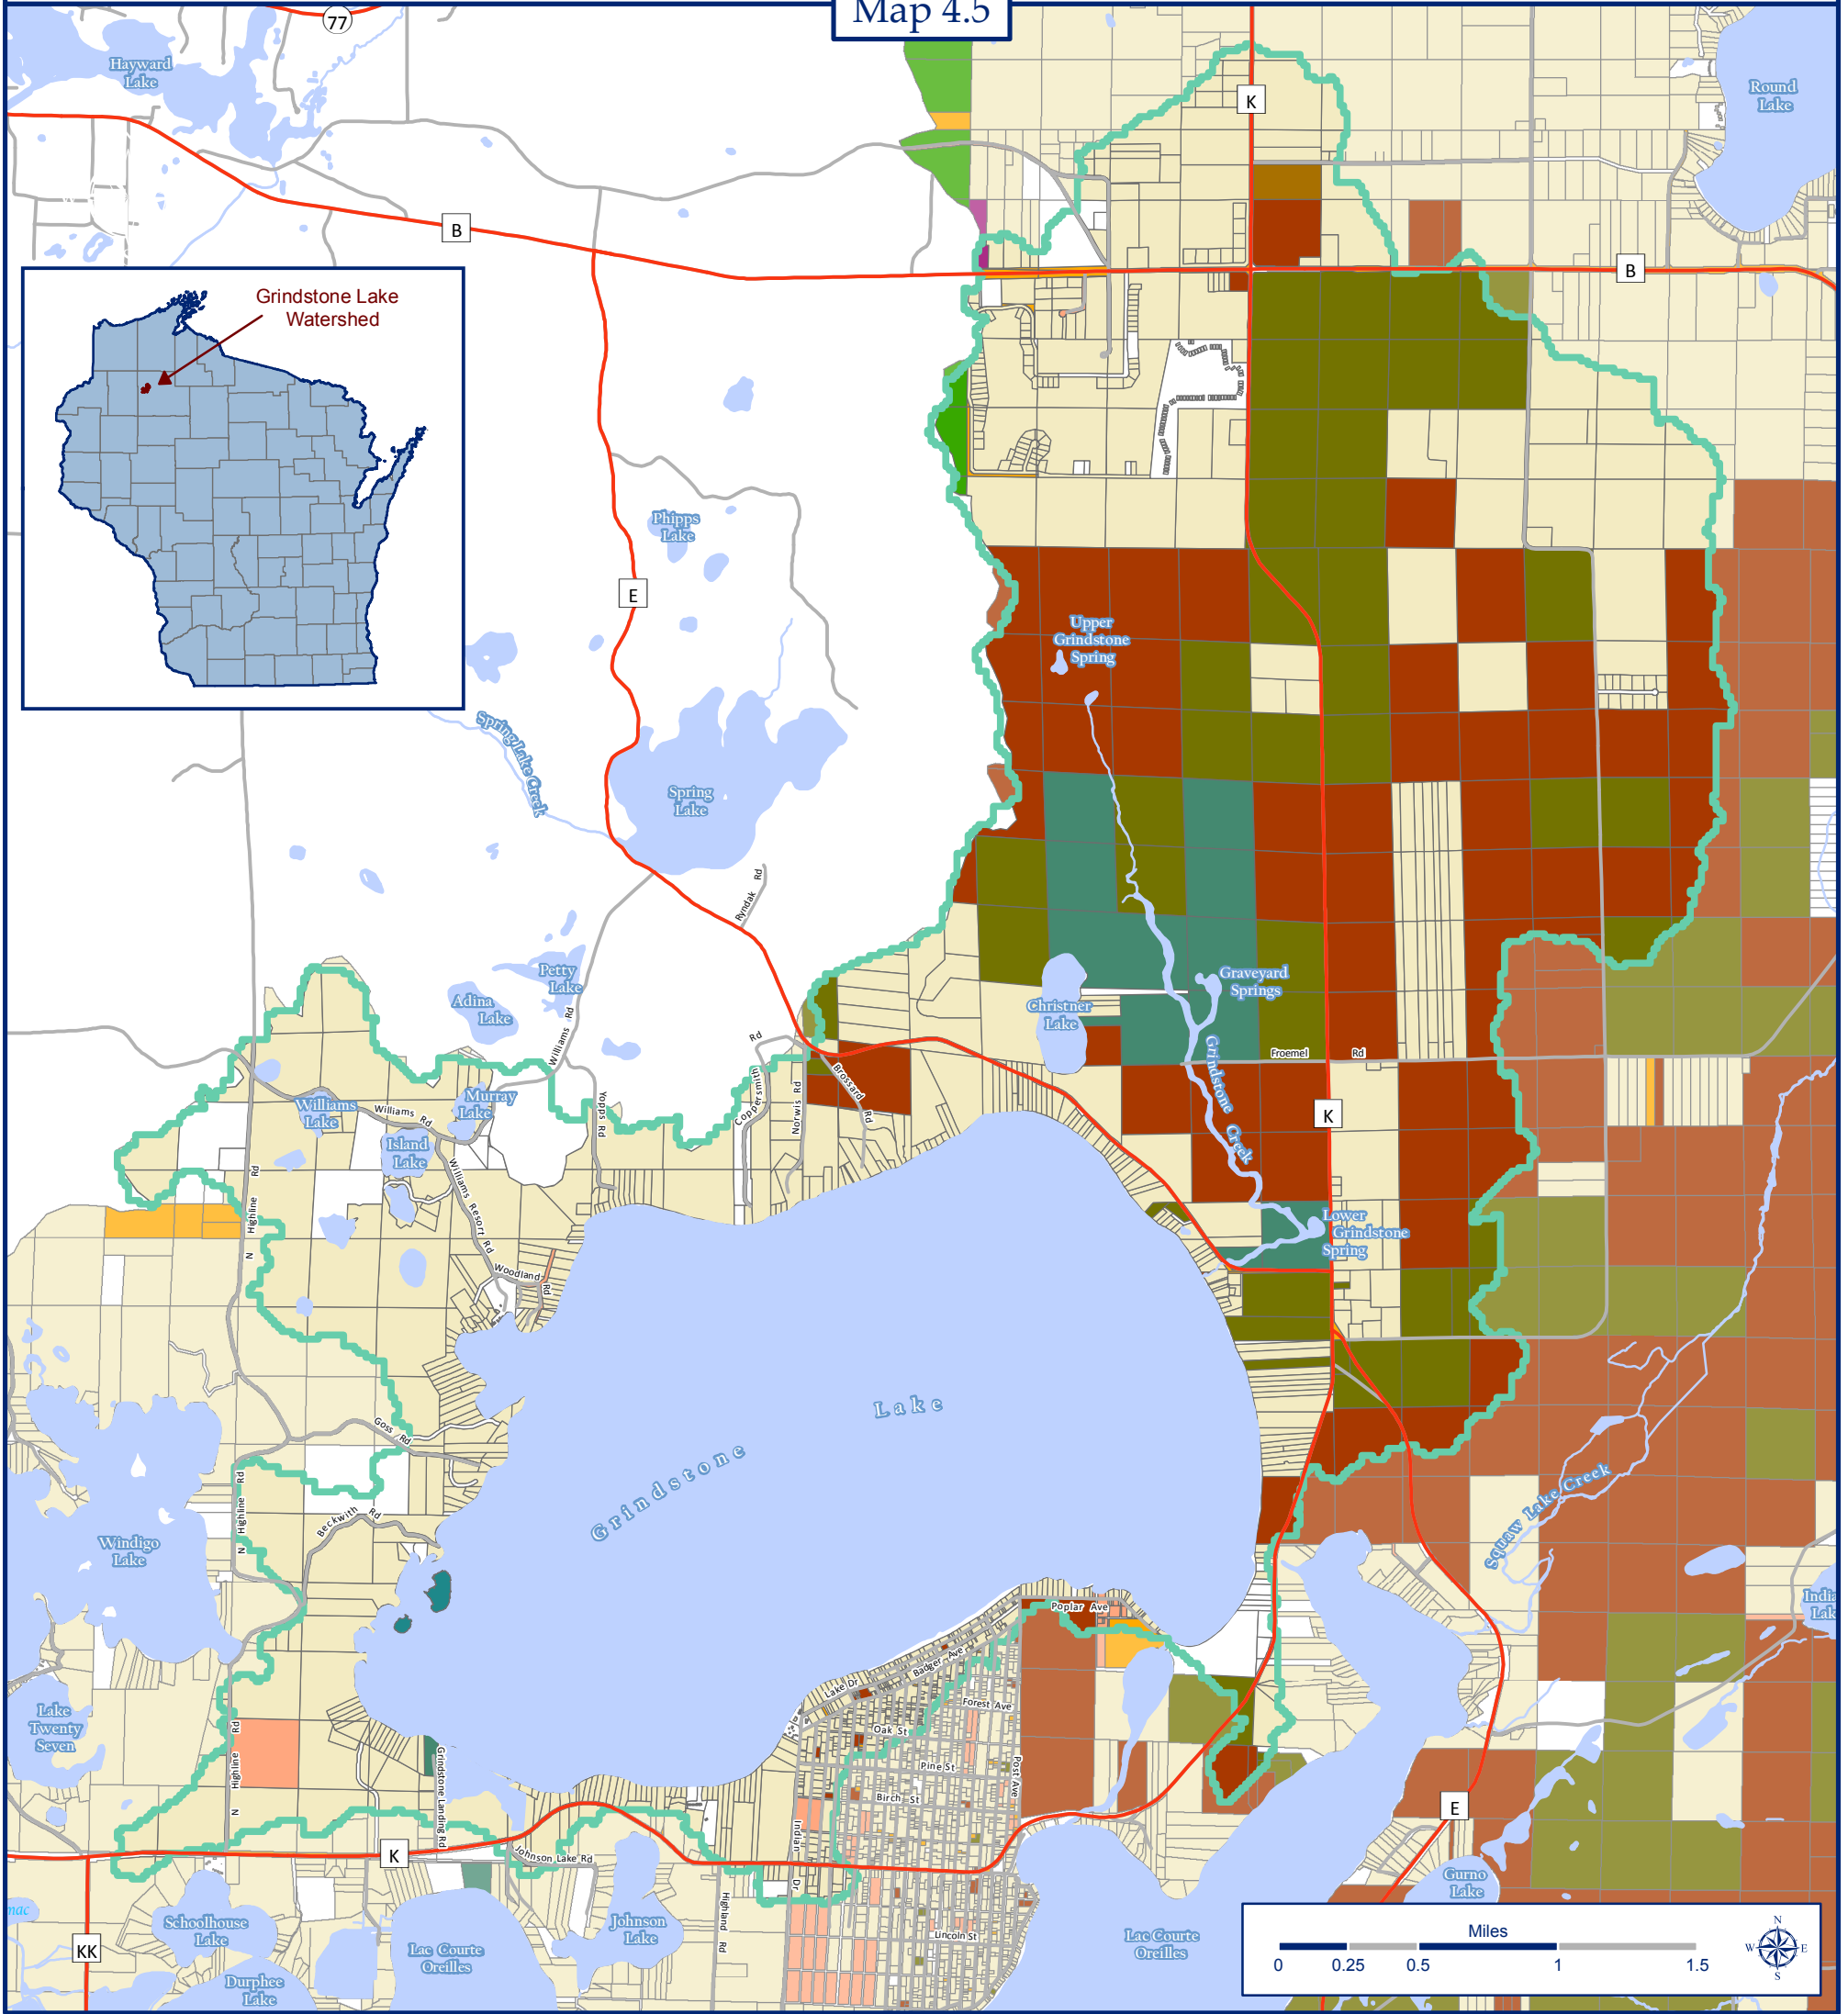 Map 4.5
77
Hayward
Lake
K
Round
Lake
B
B
Grindstone Lake
Watershed
Phipps
Lake
E
Upper
Grindstone
Spring
Spring Lake Creek
Spring
Lake
Ryndak Rd
Petty
Lake
Adina
Lake
Williams Rd
Graveyard
Springs
Christner
Lake
Froemel Rd
Coppersmith Rd
Norwis Rd
Brossard Rd
Yopps Rd
Williams
Lake
Williams Rd
Murray
Lake
Island
Lake
Grindstone Creek
K
N Highline Rd
Williams Resort Rd
Woodland Rd
Lower
Grindstone
Spring
Grindstone Lake
Goss Rd
N Highline Rd
Beckwith Rd
Windigo
Lake
Squaw Lake Creek
Poplar Ave
Badger Ave
Lake Dr
Forest Ave
Oak St
Pine St
Birch St
Post Ave
Lake
Twenty
Seven
N Highline Rd
Grindstone Landing Rd
Indian Dr
E
K
Johnson Lake Rd
Gurno
Lake
KK
Schoolhouse
Lake
Lac Courte
Oreilles
Johnson
Lake
Highland Rd
Lincoln St
Lac Courte
Oreilles
Durphee
Lake
Miles
0 0.25 0.5 1 1.5
N
W E
S